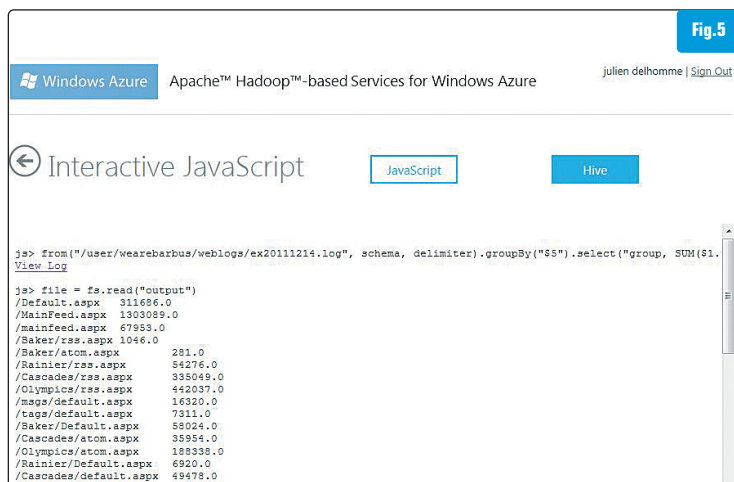 Fig.5
Windows Azure Apache™ Hadoop™-based Services for Windows Azure julien delhomme | Sign Out
Interactive JavaScript JavaScript Hive
js> from("/user/wearebarbus/weblogs/ex20111214.log", schema, delimiter).groupBy("$5").select("group, SUM($1.
View Log
js> file = fs.read("output")
/Default.aspx 311686.0
/MainFeed.aspx 1303089.0
/mainfeed.aspx 67953.0
/Baker/rss.aspx 1046.0
/Baker/atom.aspx 281.0
/Rainier/rss.aspx 54276.0
/Cascades/rss.aspx 335049.0
/Olympics/rss.aspx 442037.0
/msgs/default.aspx 16320.0
/tags/default.aspx 7311.0
/Baker/Default.aspx 58024.0
/Cascades/atom.aspx 35954.0
/Olympics/atom.aspx 188338.0
/Rainier/Default.aspx 6920.0
/Cascades/default.aspx 49478.0